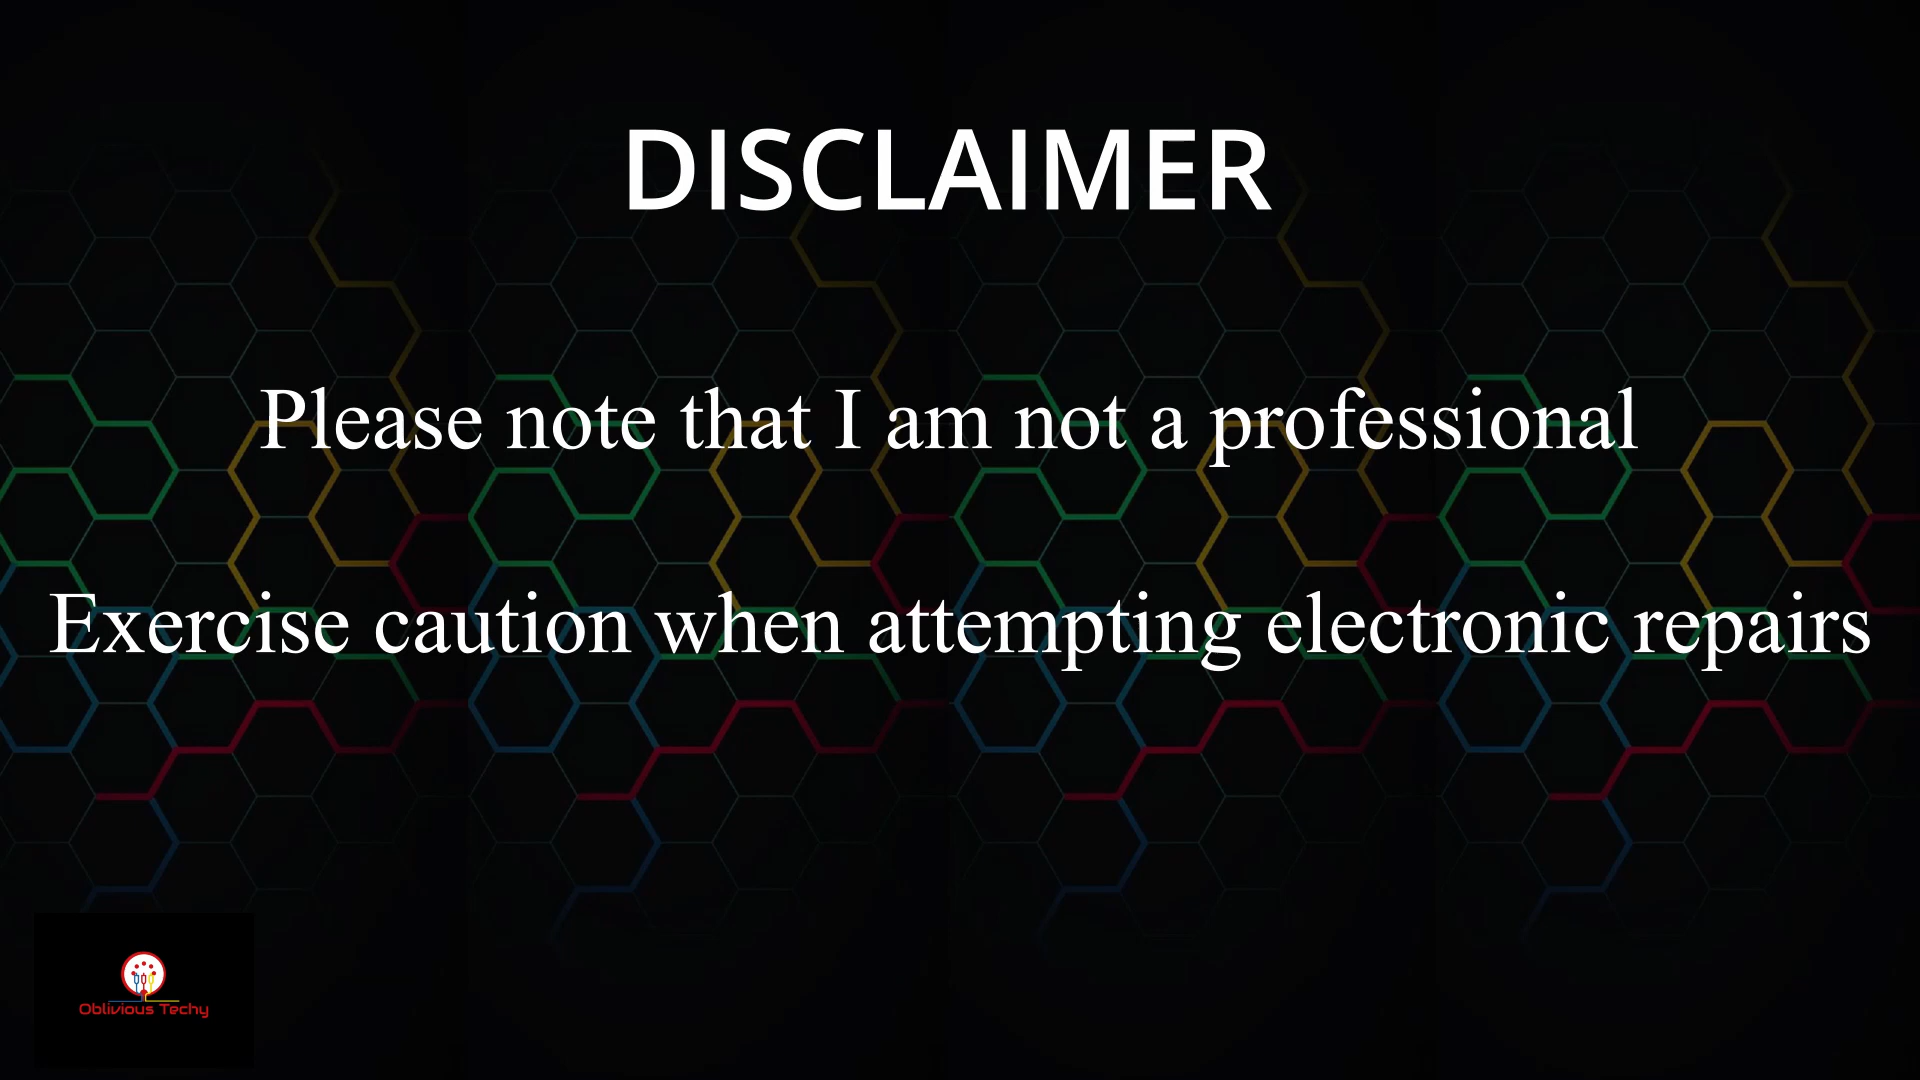 DISCLAIMER
Please note that I am not a professional
Exercise caution when attempting electronic repairs
Oblivious Techy